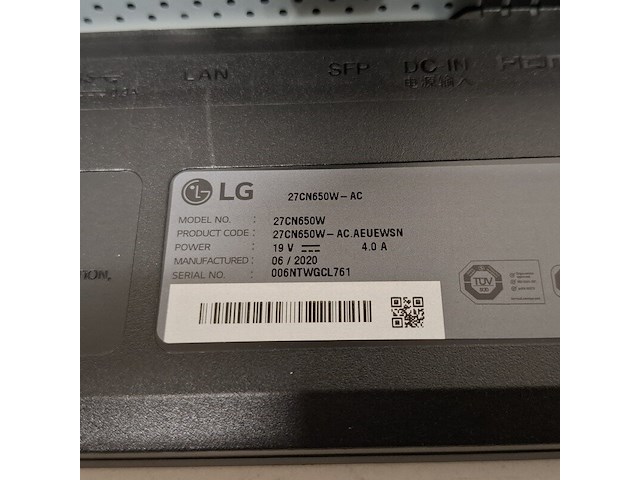 LAN SFP DC-IN
电源输入
LG 27CN650W-AC
MODEL NO. : 27CN650W
PRODUCT CODE : 27CN650W-AC.AEUEWSN
POWER : 19 V ⎓ 4.0 A
MANUFACTURED : 06 / 2020
SERIAL NO. : 006NTWGCL761
TÜV